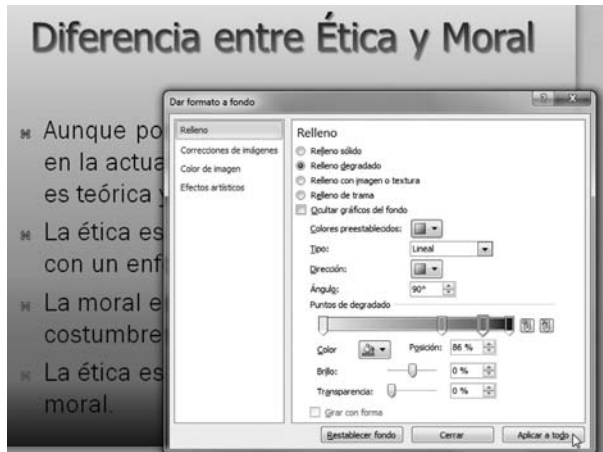 Diferencia entre Ética y Moral
Aunque po
en la actua
es teórica y
La ética es
con un enf
La moral e
costumbre
La ética es
moral.
Dar formato a fondo
Relleno
Correcciones de imágenes
Color de imagen
Efectos artísticos
Relleno
Relleno sólido
Relleno degradado
Relleno con imagen o textura
Relleno de trama
Ocultar gráficos del fondo
Colores preestablecidos:
Tipo: Lineal
Dirección:
Ángulo: 90°
Puntos de degradado
Color Posición: 86 %
Brillo: 0 %
Transparencia: 0 %
Girar con forma
Restablecer fondo Cerrar Aplicar a todo